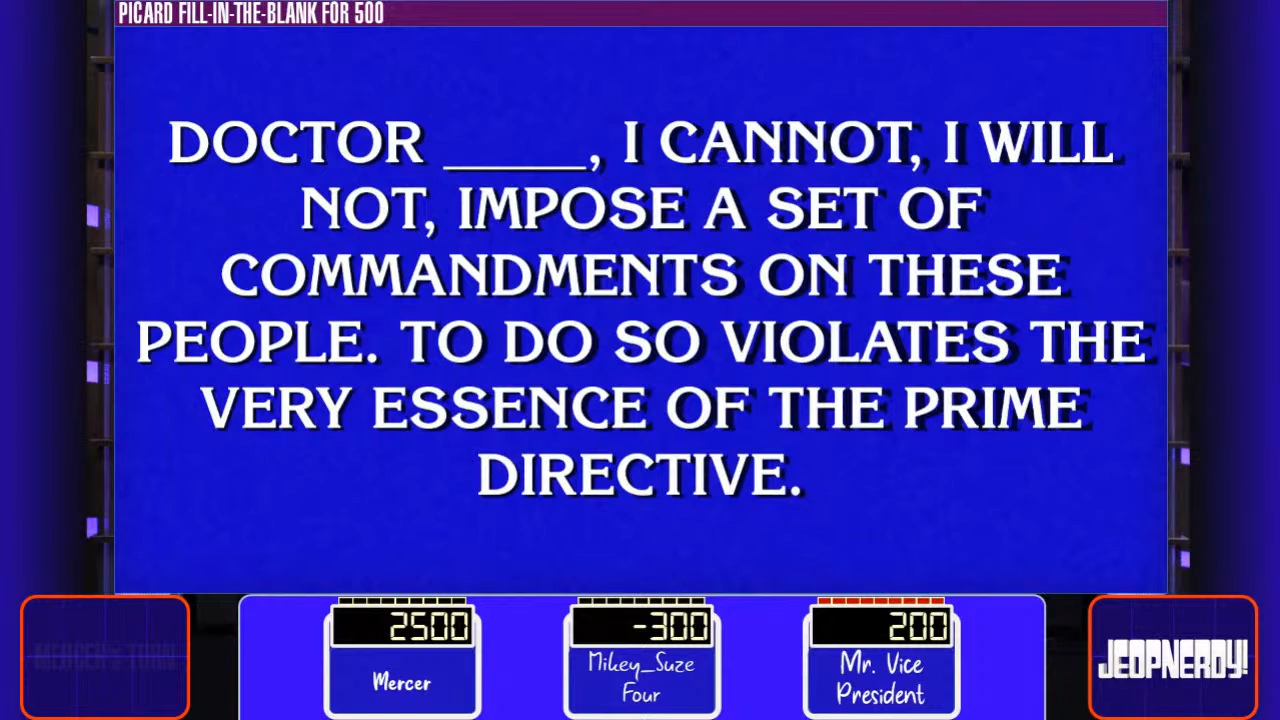 PICARD FILL-IN-THE-BLANK FOR 500
DOCTOR _____, I CANNOT, I WILL
NOT, IMPOSE A SET OF
COMMANDMENTS ON THESE
PEOPLE. TO DO SO VIOLATES THE
VERY ESSENCE OF THE PRIME
DIRECTIVE.
2500
-300
200
MERCER'S TURN
Mercer
Mikey_Suze
Four
Mr. Vice
President
JEOPNERDY!